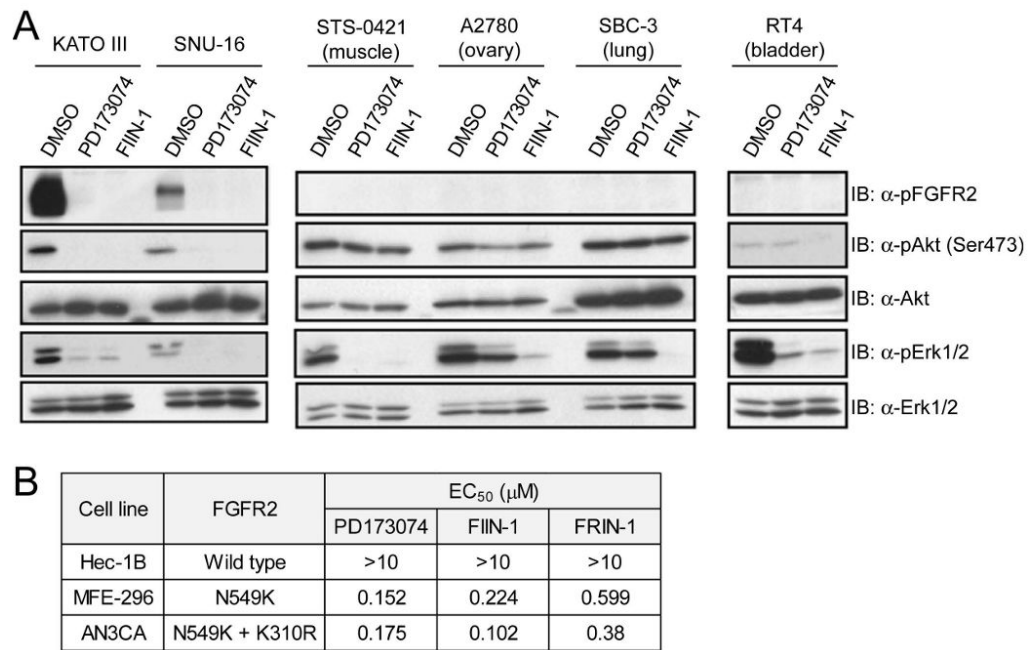 A
KATO III SNU-16 STS-0421 (muscle) A2780 (ovary) SBC-3 (lung) RT4 (bladder)
DMSO PD173074 FIIN-1 DMSO PD173074 FIIN-1 DMSO PD173074 FIIN-1 DMSO PD173074 FIIN-1 DMSO PD173074 FIIN-1 DMSO PD173074 FIIN-1
IB: α-pFGFR2
IB: α-pAkt (Ser473)
IB: α-Akt
IB: α-pErk1/2
IB: α-Erk1/2
B
Cell line FGFR2 EC₅₀ (μM)
PD173074 FIIN-1 FRIN-1
Hec-1B Wild type >10 >10 >10
MFE-296 N549K 0.152 0.224 0.599
AN3CA N549K + K310R 0.175 0.102 0.38